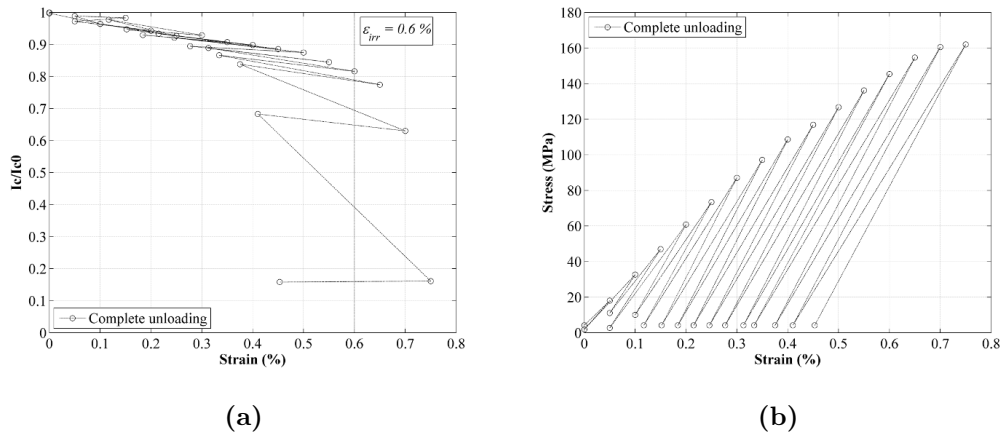 1
0.9
0.8
0.7
0.6
0.5
0.4
0.3
0.2
0.1
0
Ic/Ic0
ε_irr = 0.6 %
Complete unloading
0 0.1 0.2 0.3 0.4 0.5 0.6 0.7 0.8
Strain (%)
(a)
180
160
140
120
100
80
60
40
20
0
Stress (MPa)
Complete unloading
0 0.1 0.2 0.3 0.4 0.5 0.6 0.7 0.8
Strain (%)
(b)